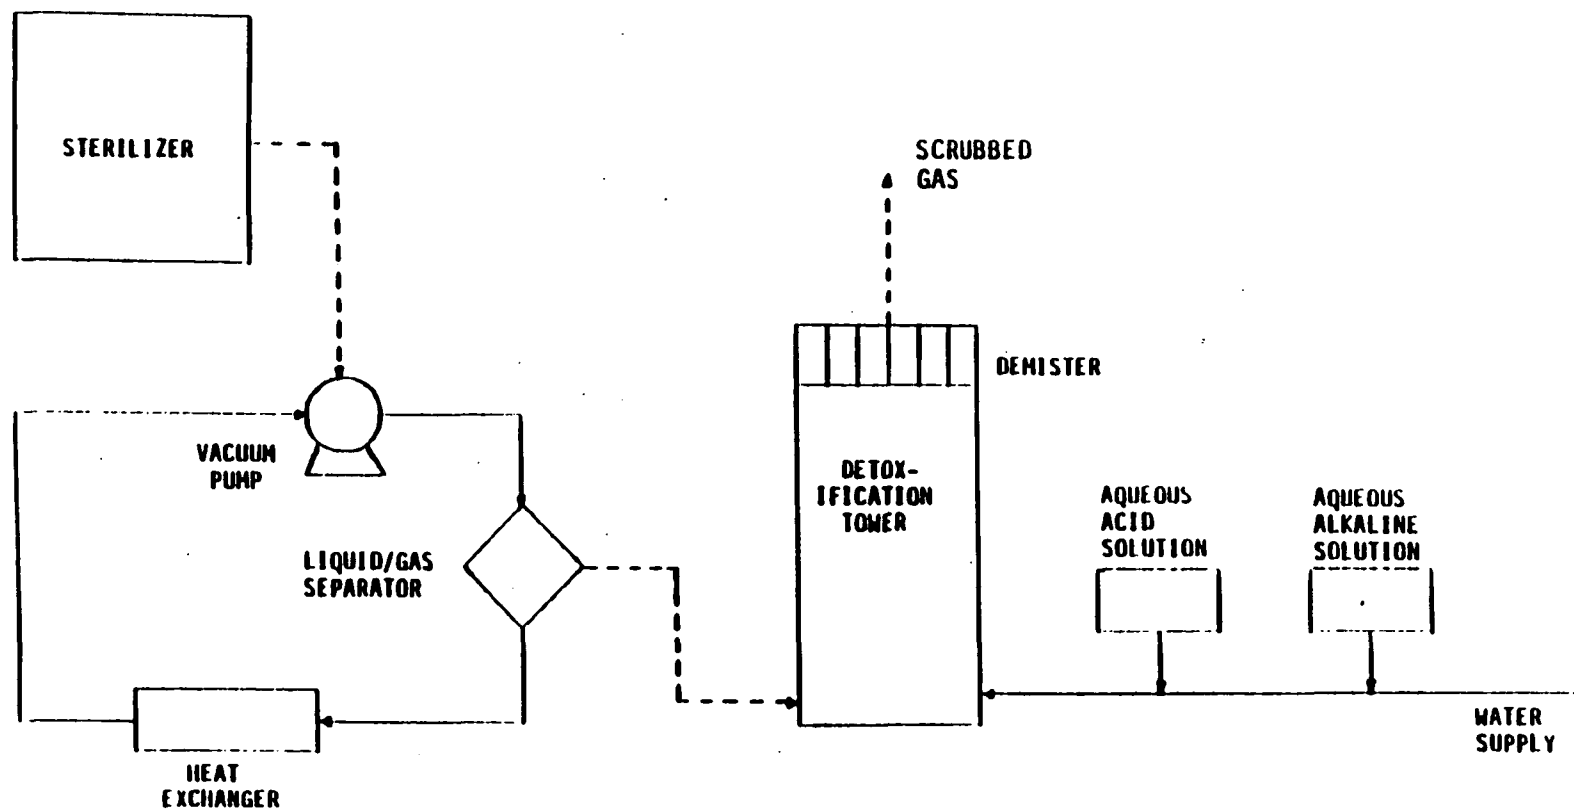 STERILIZER
SCRUBBED
GAS
DEMISTER
VACUUM
PUMP
DETOX-
IFICATION
TOWER
AQUEOUS
ACID
SOLUTION
AQUEOUS
ALKALINE
SOLUTION
LIQUID/GAS
SEPARATOR
WATER
SUPPLY
HEAT
EXCHANGER